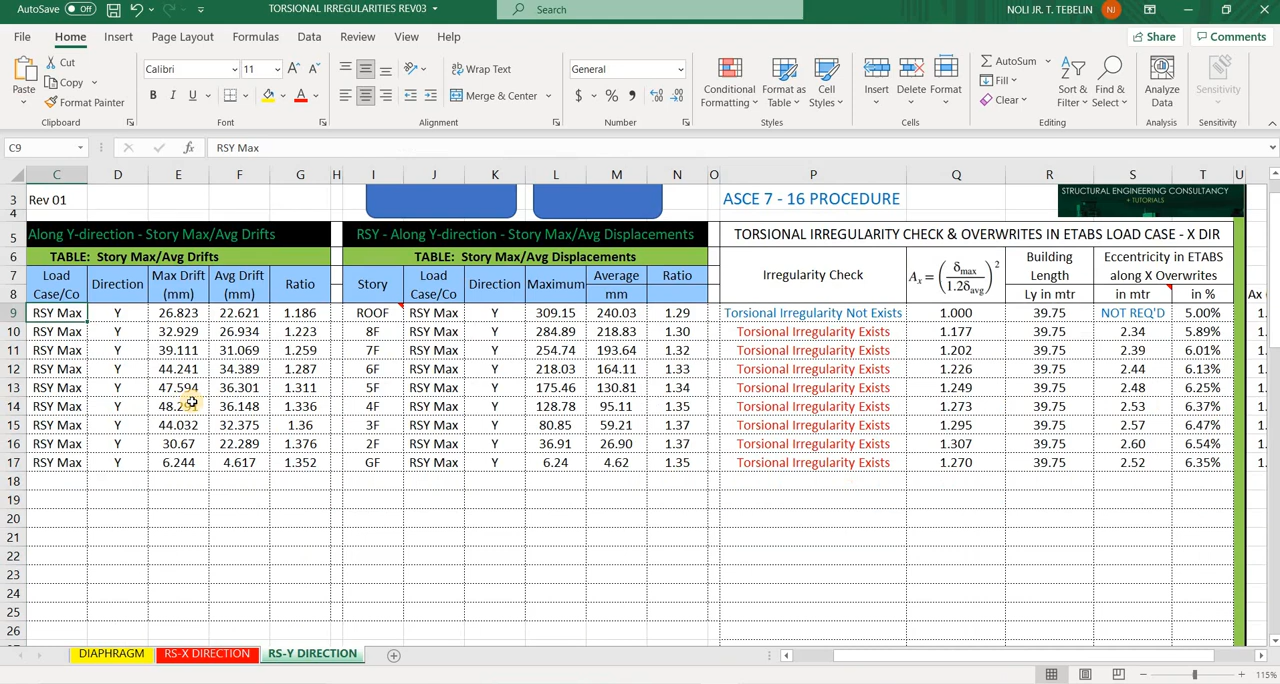 AutoSave Off TORSIONAL IRREGULARITIES REV03 Search NOLI JR. T. TEBELIN NJ
File Home Insert Page Layout Formulas Data Review View Help Share Comments
Paste Cut Copy Format Painter Clipboard
Calibri 11 B I U A Font
Wrap Text Merge & Center Alignment
General $ % Number
Conditional Formatting Format as Table Cell Styles Styles
Insert Delete Format Cells
AutoSum Fill Clear Sort & Filter Find & Select Editing
Analyze Data Analysis
Sensitivity Sensitivity
C9 fx RSY Max
C D E F G H I J K L M N O P Q R S T U
3 Rev 01 ASCE 7 - 16 PROCEDURE STRUCTURAL ENGINEERING CONSULTANCY
+ TUTORIALS
4
5 Along Y-direction - Story Max/Avg Drifts RSY - Along Y-direction - Story Max/Avg Displacements TORSIONAL IRREGULARITY CHECK & OVERWRITES IN ETABS LOAD CASE - X DIR
6 TABLE: Story Max/Avg Drifts TABLE: Story Max/Avg Displacements Irregularity Check Ax = (δmax / 1.2δavg)² Building Length Eccentricity in ETABS along X Overwrites
7 Load Case/Co Direction Max Drift (mm) Avg Drift (mm) Ratio Story Load Case/Co Direction Maximum Average Ratio
8 mm Ly in mtr in mtr in % Ax
9 RSY Max Y 26.823 22.621 1.186 ROOF RSY Max Y 309.15 240.03 1.29 Torsional Irregularity Not Exists 1.000 39.75 NOT REQ'D 5.00% 1.
10 RSY Max Y 32.929 26.934 1.223 8F RSY Max Y 284.89 218.83 1.30 Torsional Irregularity Exists 1.177 39.75 2.34 5.89% 1.
11 RSY Max Y 39.111 31.069 1.259 7F RSY Max Y 254.74 193.64 1.32 Torsional Irregularity Exists 1.202 39.75 2.39 6.01% 1.
12 RSY Max Y 44.241 34.389 1.287 6F RSY Max Y 218.03 164.11 1.33 Torsional Irregularity Exists 1.226 39.75 2.44 6.13% 1.
13 RSY Max Y 47.594 36.301 1.311 5F RSY Max Y 175.46 130.81 1.34 Torsional Irregularity Exists 1.249 39.75 2.48 6.25% 1.
14 RSY Max Y 36.148 1.336 4F RSY Max Y 128.78 95.11 1.35 Torsional Irregularity Exists 1.273 39.75 2.53 6.37% 1.
15 RSY Max Y 44.032 32.375 1.36 3F RSY Max Y 80.85 59.21 1.37 Torsional Irregularity Exists 1.295 39.75 2.57 6.47% 1.
16 RSY Max Y 30.67 22.289 1.376 2F RSY Max Y 36.91 26.90 1.37 Torsional Irregularity Exists 1.307 39.75 2.60 6.54% 1.
17 RSY Max Y 6.244 4.617 1.352 GF RSY Max Y 6.24 4.62 1.35 Torsional Irregularity Exists 1.270 39.75 2.52 6.35% 1.
18
19
20
21
22
23
24
25
26
DIAPHRAGM RS-X DIRECTION RS-Y DIRECTION
115%